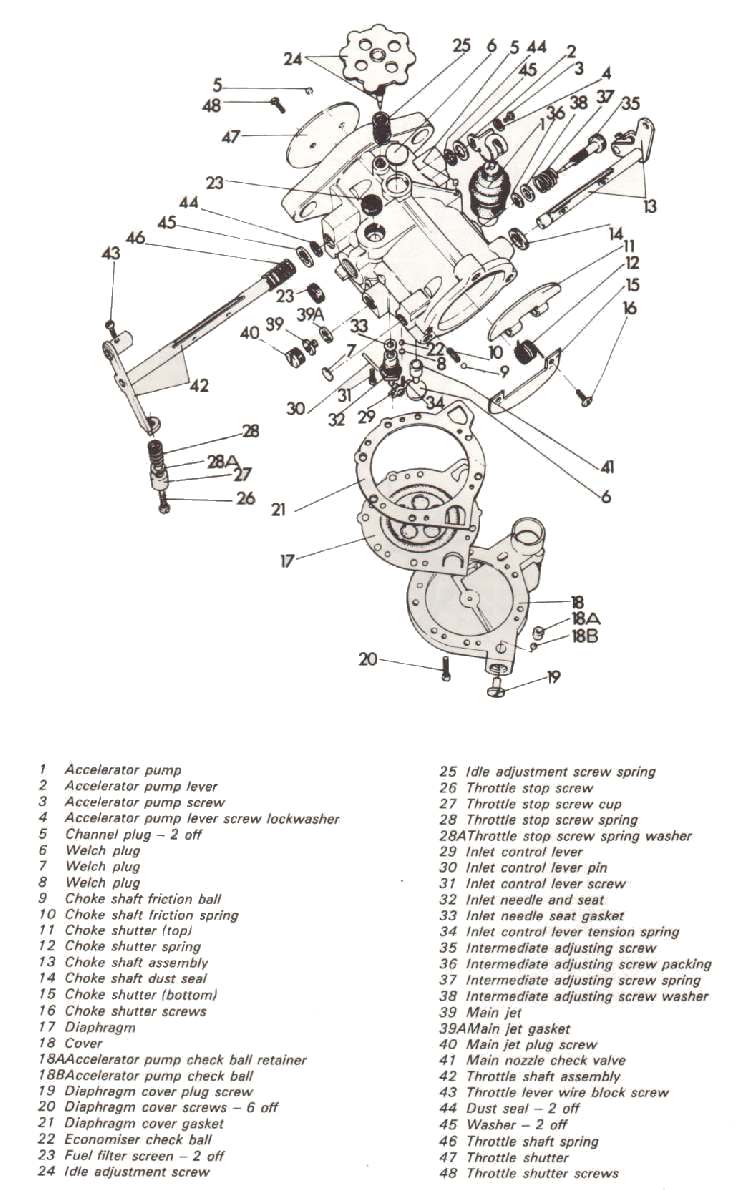 24
25
6
5
44
45
2
3
4
5
48
47
1
36
38
37
35
23
13
44
45
46
43
14
11
12
15
16
23
39A
39
40
33
7
22
8
10
9
31
30
32
29
34
42
28
28A
27
26
41
6
21
17
18
18A
18B
20
19
1 Accelerator pump
2 Accelerator pump lever
3 Accelerator pump screw
4 Accelerator pump lever screw lockwasher
5 Channel plug – 2 off
6 Welch plug
7 Welch plug
8 Welch plug
9 Choke shaft friction ball
10 Choke shaft friction spring
11 Choke shutter (top)
12 Choke shutter spring
13 Choke shaft assembly
14 Choke shaft dust seal
15 Choke shutter (bottom)
16 Choke shutter screws
17 Diaphragm
18 Cover
18AAccelerator pump check ball retainer
18BAccelerator pump check ball
19 Diaphragm cover plug screw
20 Diaphragm cover screws – 6 off
21 Diaphragm cover gasket
22 Economiser check ball
23 Fuel filter screen – 2 off
24 Idle adjustment screw
25 Idle adjustment screw spring
26 Throttle stop screw
27 Throttle stop screw cup
28 Throttle stop screw spring
28AThrottle stop screw spring washer
29 Inlet control lever
30 Inlet control lever pin
31 Inlet control lever screw
32 Inlet needle and seat
33 Inlet needle seat gasket
34 Inlet control lever tension spring
35 Intermediate adjusting screw
36 Intermediate adjusting screw packing
37 Intermediate adjusting screw spring
38 Intermediate adjusting screw washer
39 Main jet
39AMain jet gasket
40 Main jet plug screw
41 Main nozzle check valve
42 Throttle shaft assembly
43 Throttle lever wire block screw
44 Dust seal – 2 off
45 Washer – 2 off
46 Throttle shaft spring
47 Throttle shutter
48 Throttle shutter screws